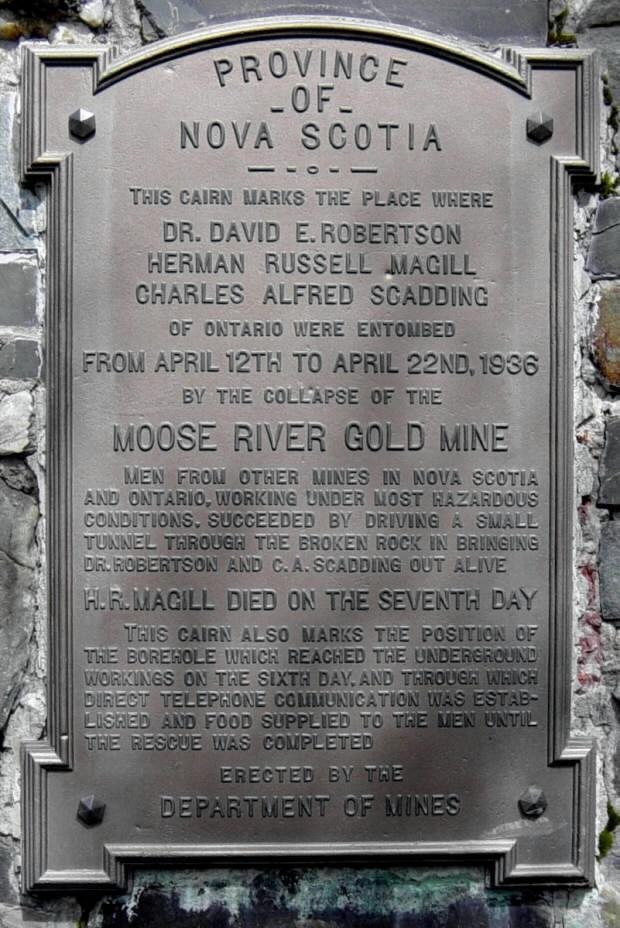 PROVINCE
-OF-
NOVA SCOTIA
THIS CAIRN MARKS THE PLACE WHERE
DR. DAVID E. ROBERTSON
HERMAN RUSSELL MAGILL
CHARLES ALFRED SCADDING
OF ONTARIO WERE ENTOMBED
FROM APRIL 12TH TO APRIL 22ND, 1936
BY THE COLLAPSE OF THE
MOOSE RIVER GOLD MINE
MEN FROM OTHER MINES IN NOVA SCOTIA
AND ONTARIO, WORKING UNDER MOST HAZARDOUS
CONDITIONS, SUCCEEDED BY DRIVING A SMALL
TUNNEL THROUGH THE BROKEN ROCK IN BRINGING
DR. ROBERTSON AND C. A. SCADDING OUT ALIVE
H. R. MAGILL DIED ON THE SEVENTH DAY
THIS CAIRN ALSO MARKS THE POSITION OF
THE BOREHOLE WHICH REACHED THE UNDERGROUND
WORKINGS ON THE SIXTH DAY, AND THROUGH WHICH
DIRECT TELEPHONE COMMUNICATION WAS ESTAB-
LISHED AND FOOD SUPPLIED TO THE MEN UNTIL
THE RESCUE WAS COMPLETED
ERECTED BY THE
DEPARTMENT OF MINES